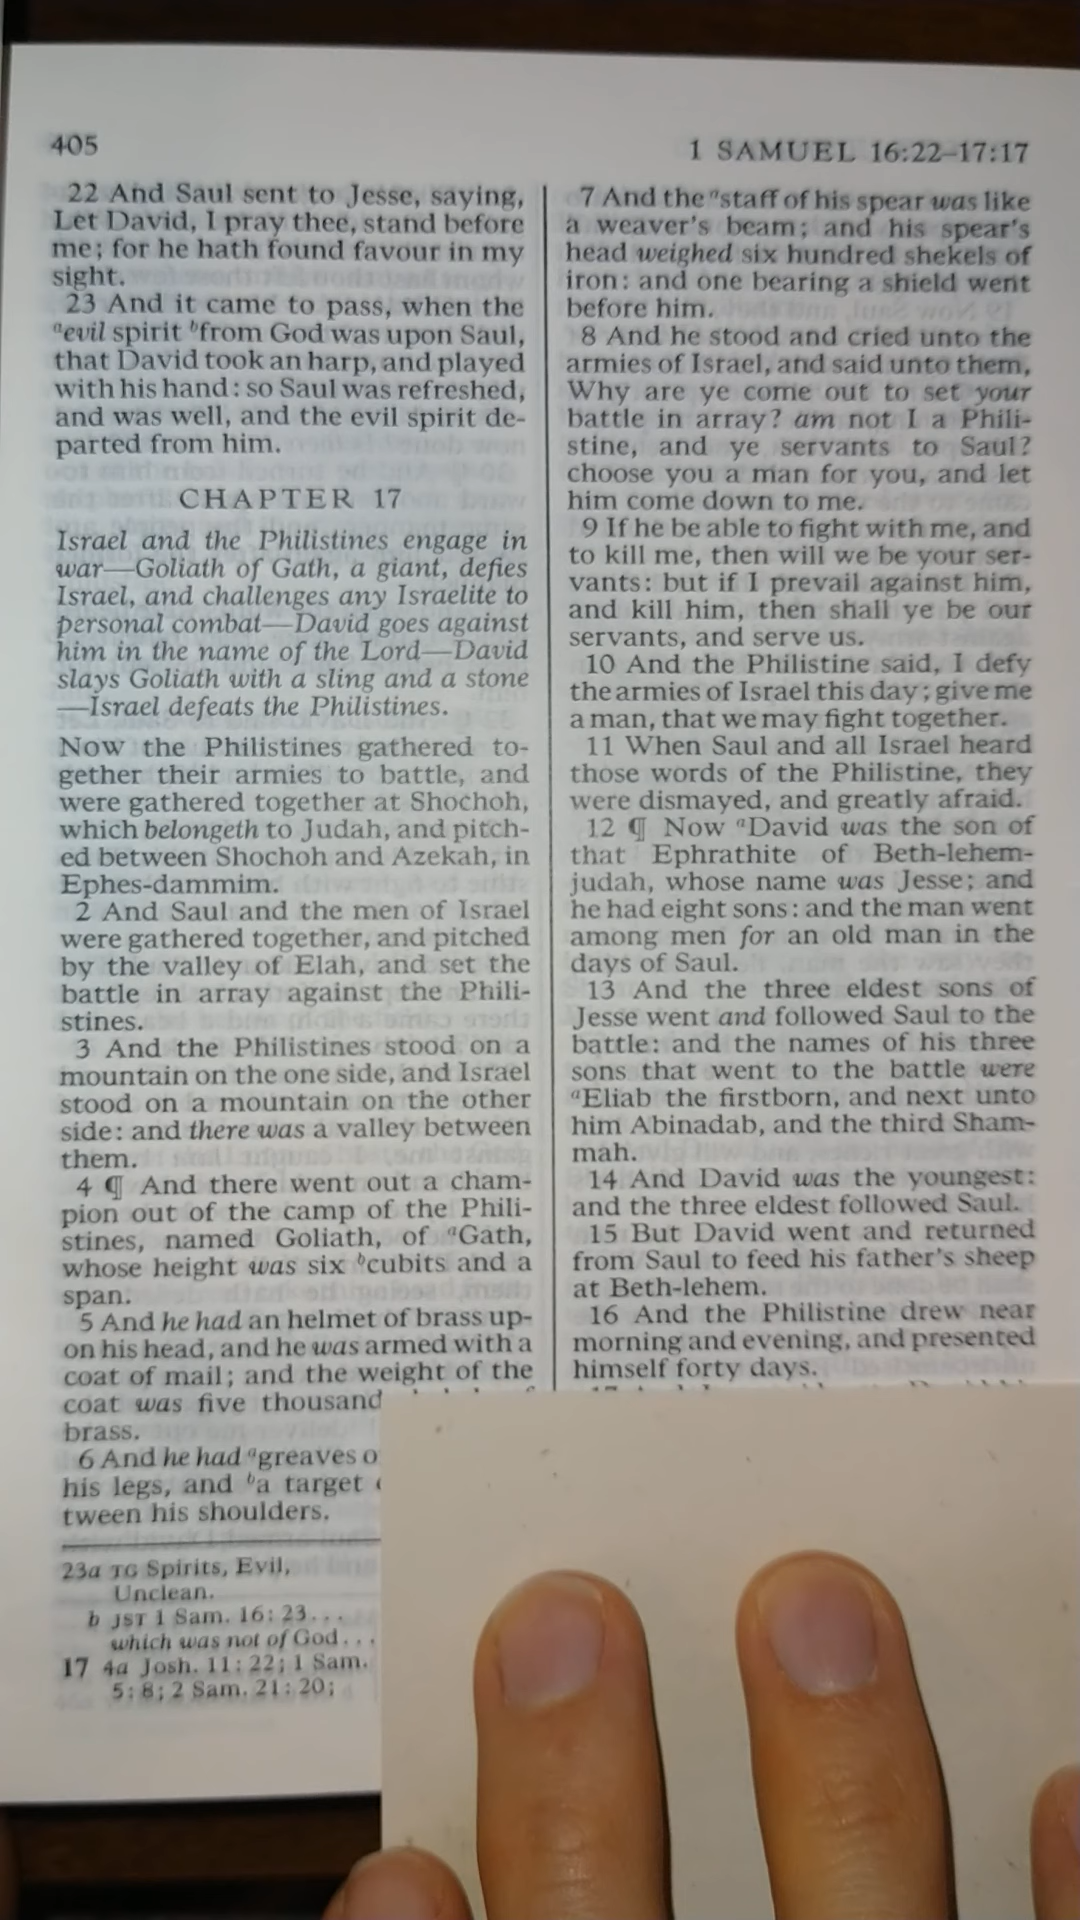 405
1 SAMUEL 16:22–17:17
22 And Saul sent to Jesse, saying,
Let David, I pray thee, stand before
me; for he hath found favour in my
sight.
23 And it came to pass, when the
ᵃevil spirit ᵇfrom God was upon Saul,
that David took an harp, and played
with his hand: so Saul was refreshed,
and was well, and the evil spirit de-
parted from him.
CHAPTER 17
Israel and the Philistines engage in
war—Goliath of Gath, a giant, defies
Israel, and challenges any Israelite to
personal combat—David goes against
him in the name of the Lord—David
slays Goliath with a sling and a stone
—Israel defeats the Philistines.
Now the Philistines gathered to-
gether their armies to battle, and
were gathered together at Shochoh,
which belongeth to Judah, and pitch-
ed between Shochoh and Azekah, in
Ephes-dammim.
2 And Saul and the men of Israel
were gathered together, and pitched
by the valley of Elah, and set the
battle in array against the Phili-
stines.
3 And the Philistines stood on a
mountain on the one side, and Israel
stood on a mountain on the other
side: and there was a valley between
them.
4 ¶ And there went out a cham-
pion out of the camp of the Phili-
stines, named Goliath, of ᵃGath,
whose height was six ᵇcubits and a
span.
5 And he had an helmet of brass up-
on his head, and he was armed with a
coat of mail; and the weight of the
coat was five thousand
brass.
6 And he had ᵃgreaves o
his legs, and ᵇa target
tween his shoulders.
23a TG Spirits, Evil,
Unclean.
b JST 1 Sam. 16: 23...
which was not of God...
17 4a Josh. 11: 22; 1 Sam.
5: 8; 2 Sam. 21: 20;
7 And the ᵃstaff of his spear was like
a weaver's beam; and his spear's
head weighed six hundred shekels of
iron: and one bearing a shield went
before him.
8 And he stood and cried unto the
armies of Israel, and said unto them,
Why are ye come out to set your
battle in array? am not I a Phili-
stine, and ye servants to Saul?
choose you a man for you, and let
him come down to me.
9 If he be able to fight with me, and
to kill me, then will we be your ser-
vants: but if I prevail against him,
and kill him, then shall ye be our
servants, and serve us.
10 And the Philistine said, I defy
the armies of Israel this day; give me
a man, that we may fight together.
11 When Saul and all Israel heard
those words of the Philistine, they
were dismayed, and greatly afraid.
12 ¶ Now ᵃDavid was the son of
that Ephrathite of Beth-lehem-
judah, whose name was Jesse; and
he had eight sons: and the man went
among men for an old man in the
days of Saul.
13 And the three eldest sons of
Jesse went and followed Saul to the
battle: and the names of his three
sons that went to the battle were
ᵃEliab the firstborn, and next unto
him Abinadab, and the third Sham-
mah.
14 And David was the youngest:
and the three eldest followed Saul.
15 But David went and returned
from Saul to feed his father's sheep
at Beth-lehem.
16 And the Philistine drew near
morning and evening, and presented
himself forty days.